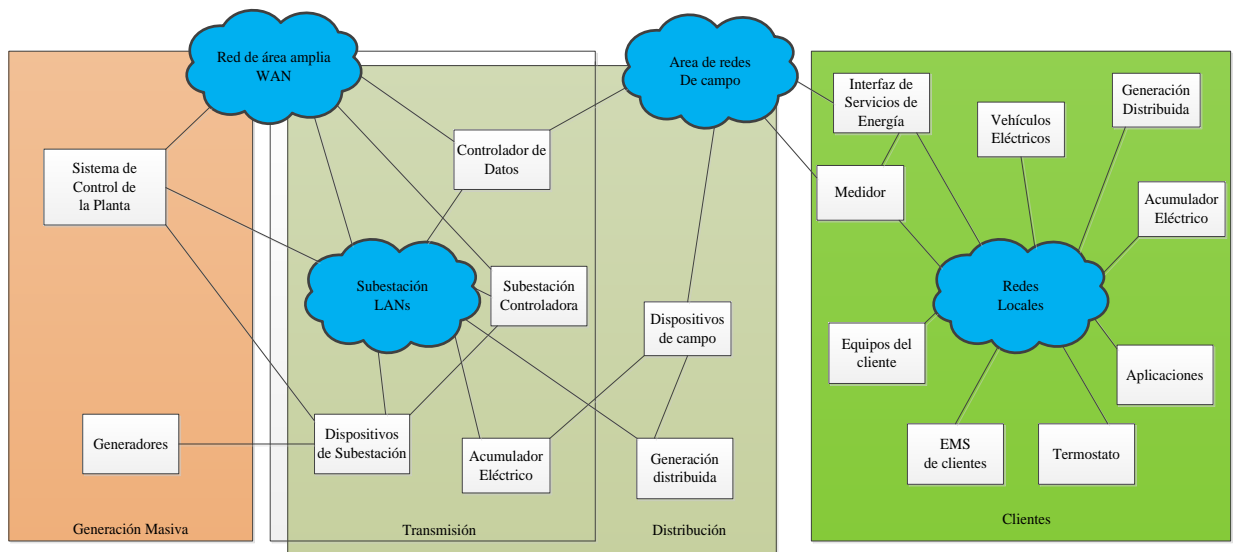 Red de área amplia
WAN
Area de redes
De campo
Interfaz de
Servicios de
Energía
Vehículos
Eléctricos
Generación
Distribuida
Sistema de
Control de
la Planta
Controlador de
Datos
Medidor
Acumulador
Eléctrico
Subestación
LANs
Subestación
Controladora
Redes
Locales
Dispositivos
de campo
Equipos del
cliente
Aplicaciones
Generadores
Dispositivos
de Subestación
Acumulador
Eléctrico
Generación
distribuida
EMS
de clientes
Termostato
Generación Masiva
Transmisión
Distribución
Clientes